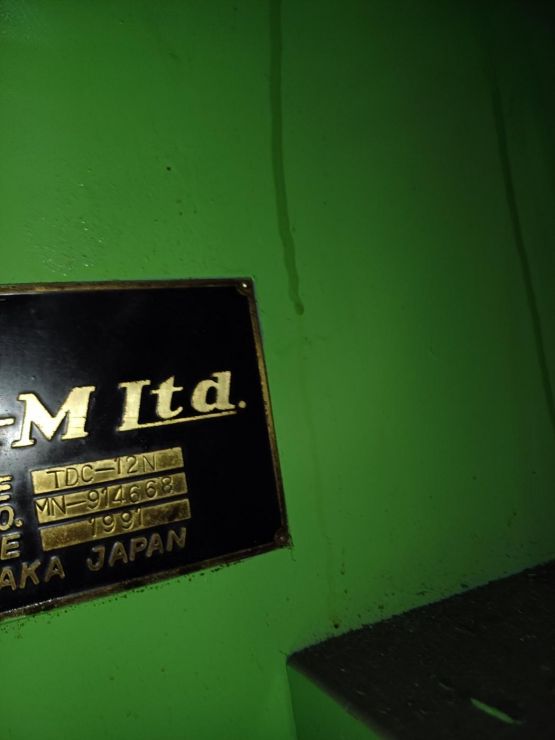 -M Ltd.
E TDC-12N
O. MN-914668
E 1991
AKA JAPAN